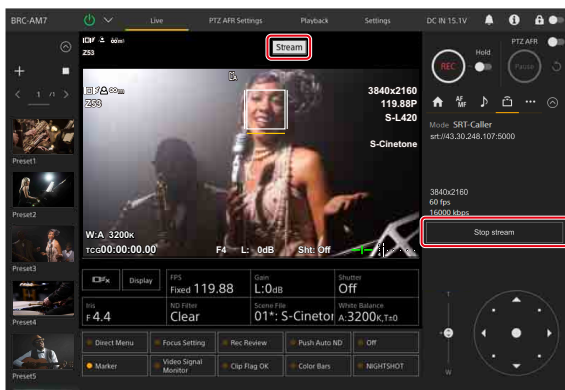 BRC-AM7
Live
PTZ AFR Settings
Playback
Settings
DC IN 15.1V
Z53
Stream
PTZ AFR
Hold
REC
Pause
1 /1
∞m
Z53
3840x2160
119.88P
S-L420
S-Cinetone
AF
MF
Mode SRT-Caller
srt://43.30.248.107:5000
3840x2160
60 fps
16000 kbps
Stop stream
Preset1
Preset2
Preset3
Preset4
Preset5
W:A 3200K
TCG00:00:00.00
F4 L: 0dB Sht: Off
Display
FPS
Fixed 119.88
Gain
L:0dB
Shutter
Off
Iris
F4.4
ND Filter
Clear
Scene File
01*: S-Cinetor
White Balance
A:3200K,T±0
Direct Menu
Focus Setting
Rec Review
Push Auto ND
Off
Marker
Video Signal
Monitor
Clip Flag OK
Color Bars
NIGHTSHOT
T
W